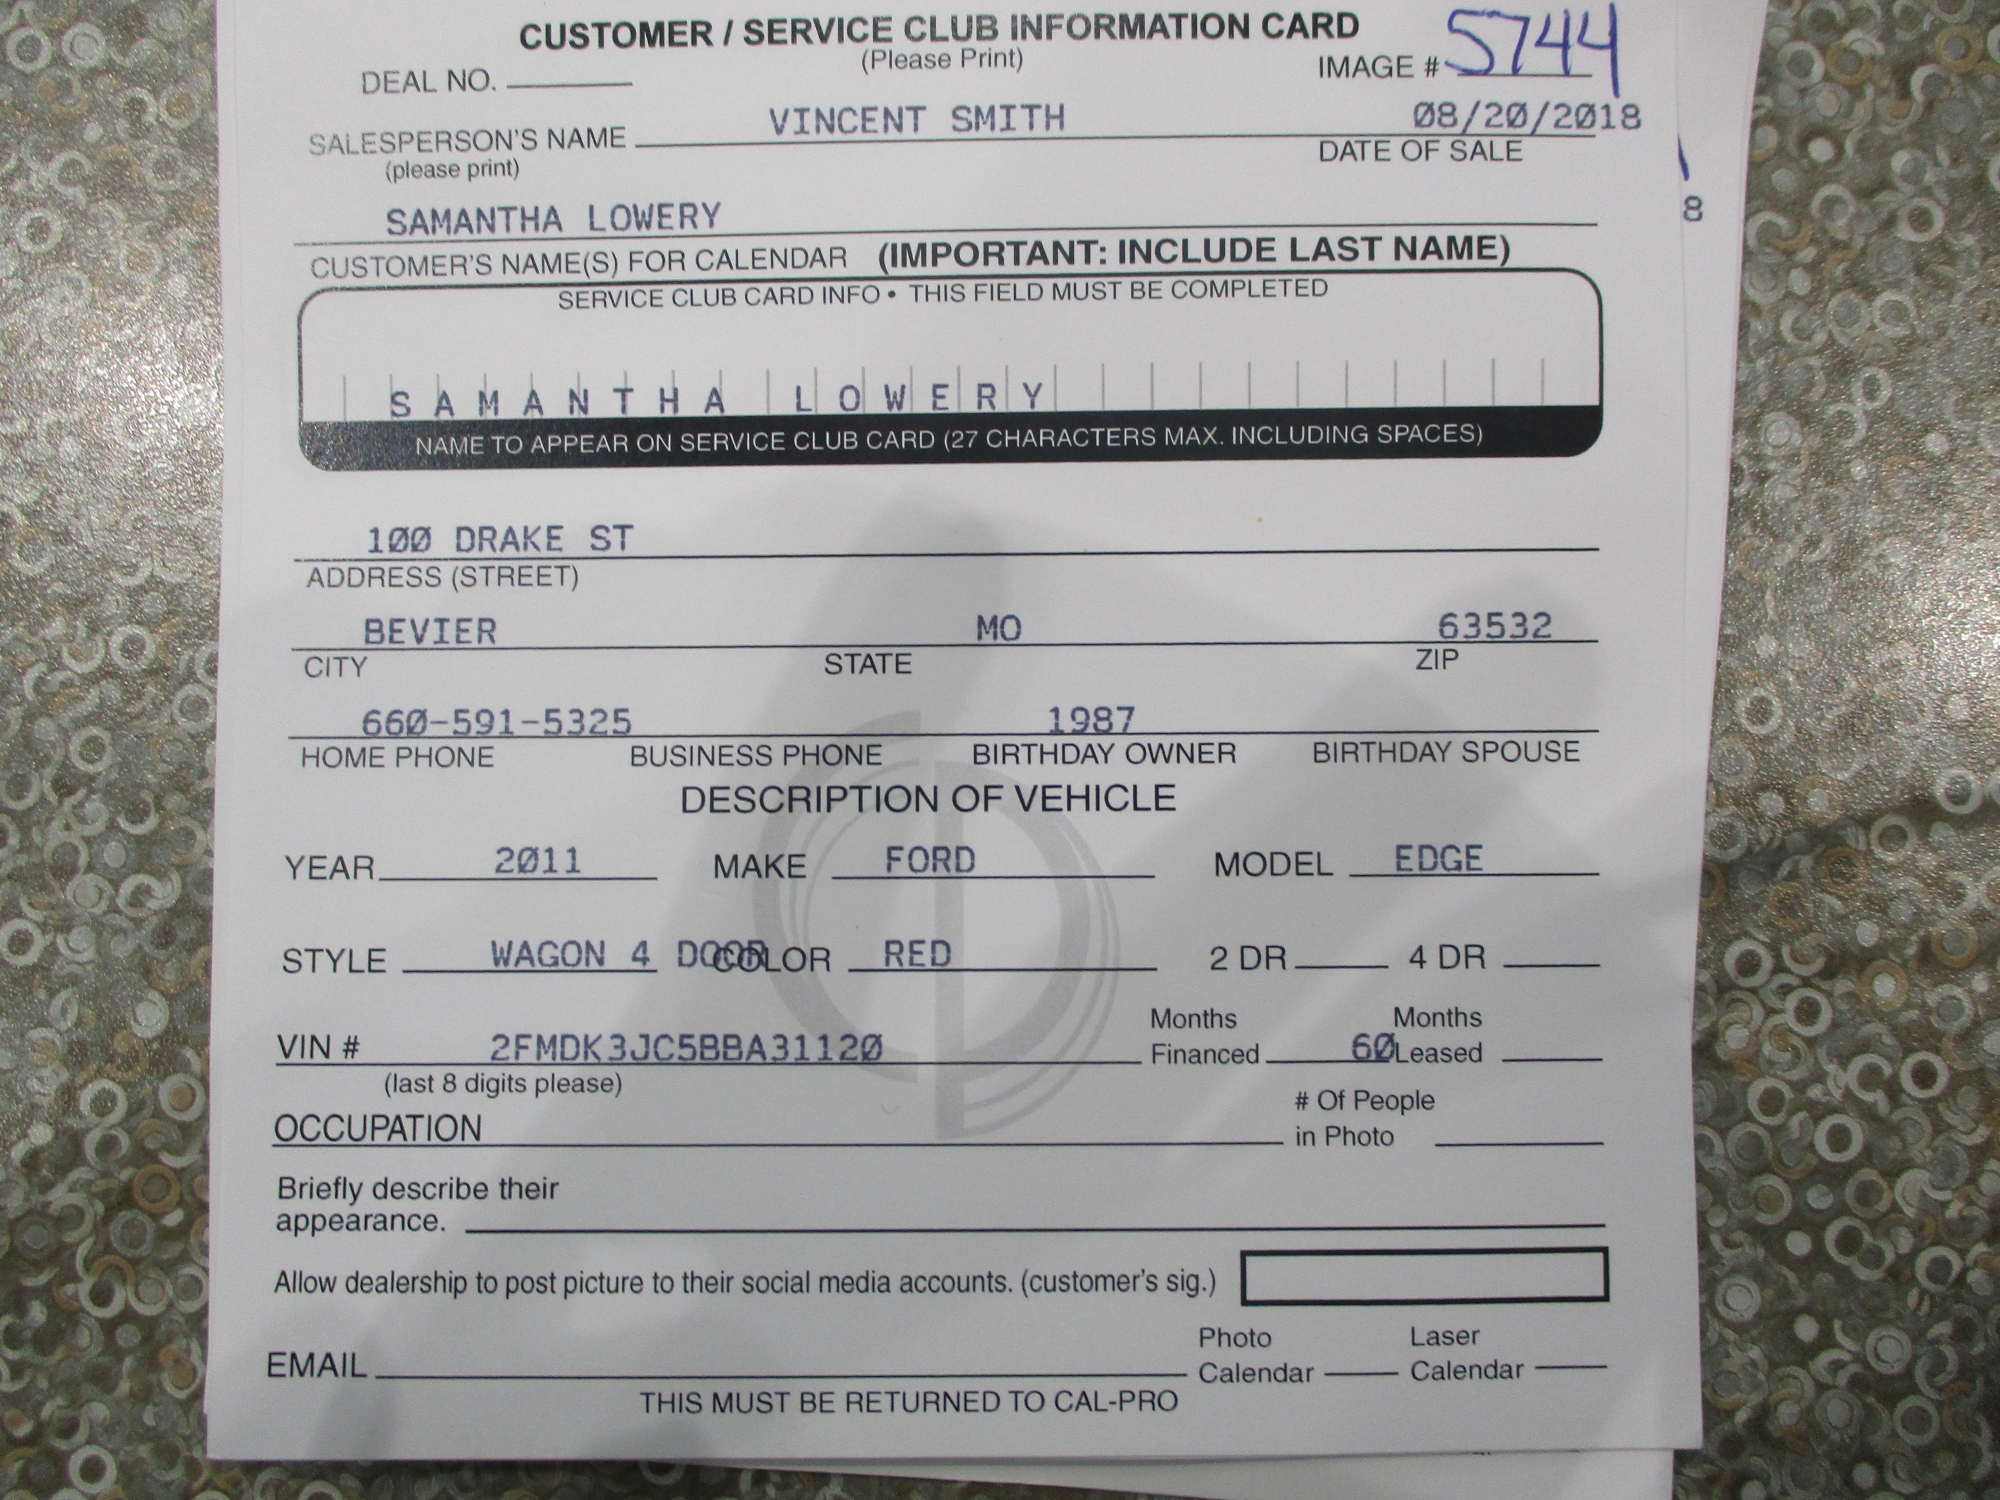 CUSTOMER / SERVICE CLUB INFORMATION CARD
(Please Print)
DEAL NO. IMAGE # 5744
SALESPERSON'S NAME VINCENT SMITH 08/20/2018
(please print) DATE OF SALE
SAMANTHA LOWERY
8
CUSTOMER'S NAME(S) FOR CALENDAR (IMPORTANT: INCLUDE LAST NAME)
SERVICE CLUB CARD INFO • THIS FIELD MUST BE COMPLETED
SAMANTHA LOWERY
NAME TO APPEAR ON SERVICE CLUB CARD (27 CHARACTERS MAX. INCLUDING SPACES)
100 DRAKE ST
ADDRESS (STREET)
BEVIER MO 63532
CITY STATE ZIP
660-591-5325 1987
HOME PHONE BUSINESS PHONE BIRTHDAY OWNER BIRTHDAY SPOUSE
DESCRIPTION OF VEHICLE
YEAR 2011 MAKE FORD MODEL EDGE
STYLE WAGON 4 DOOR COLOR RED 2 DR 4 DR
VIN # 2FMDK3JC5BBA31120 Months Financed 60 Months Leased
(last 8 digits please)
OCCUPATION # Of People in Photo
Briefly describe their
appearance.
Allow dealership to post picture to their social media accounts. (customer's sig.)
EMAIL Photo Calendar Laser Calendar
THIS MUST BE RETURNED TO CAL-PRO